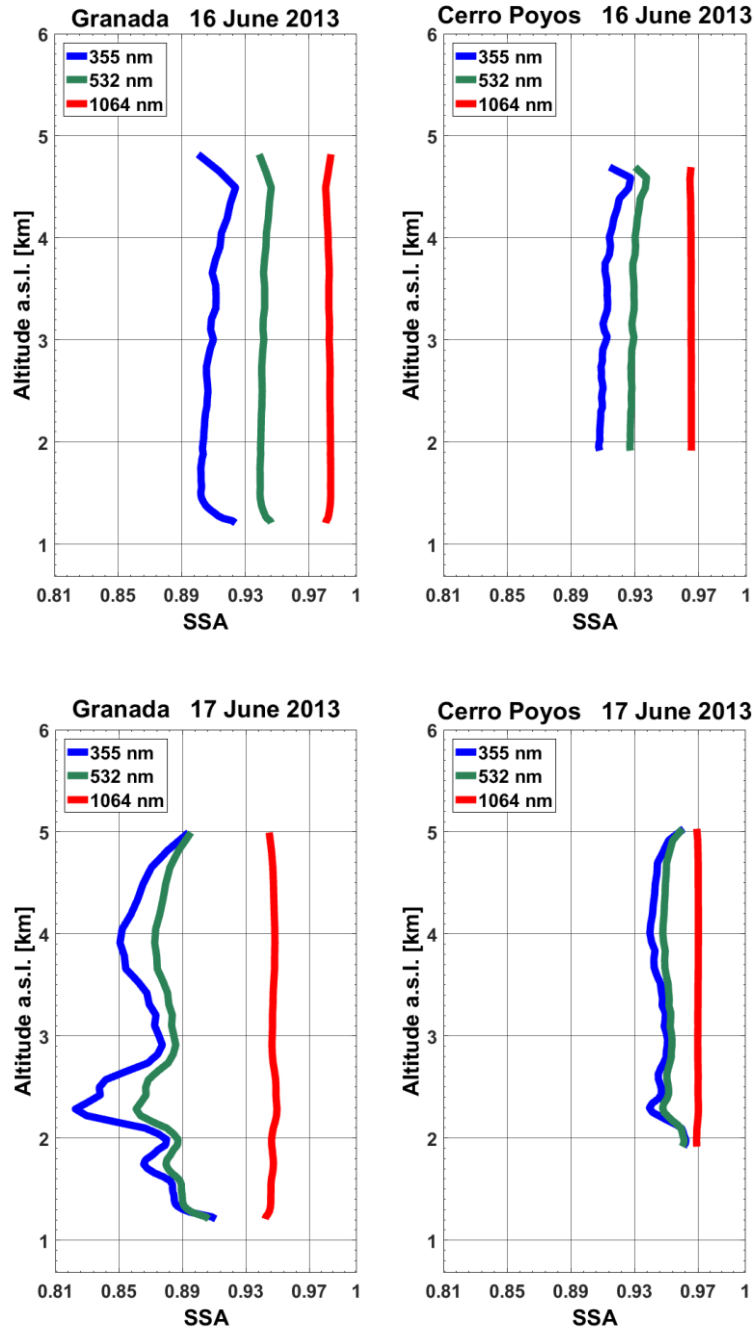 Granada 16 June 2013
355 nm
532 nm
1064 nm
Altitude a.s.l. [km]
6
5
4
3
2
1
0.81 0.85 0.89 0.93 0.97 1
SSA
Cerro Poyos 16 June 2013
355 nm
532 nm
1064 nm
Altitude a.s.l. [km]
6
5
4
3
2
1
0.81 0.85 0.89 0.93 0.97 1
SSA
Granada 17 June 2013
355 nm
532 nm
1064 nm
Altitude a.s.l. [km]
6
5
4
3
2
1
0.81 0.85 0.89 0.93 0.97 1
SSA
Cerro Poyos 17 June 2013
355 nm
532 nm
1064 nm
Altitude a.s.l. [km]
6
5
4
3
2
1
0.81 0.85 0.89 0.93 0.97 1
SSA